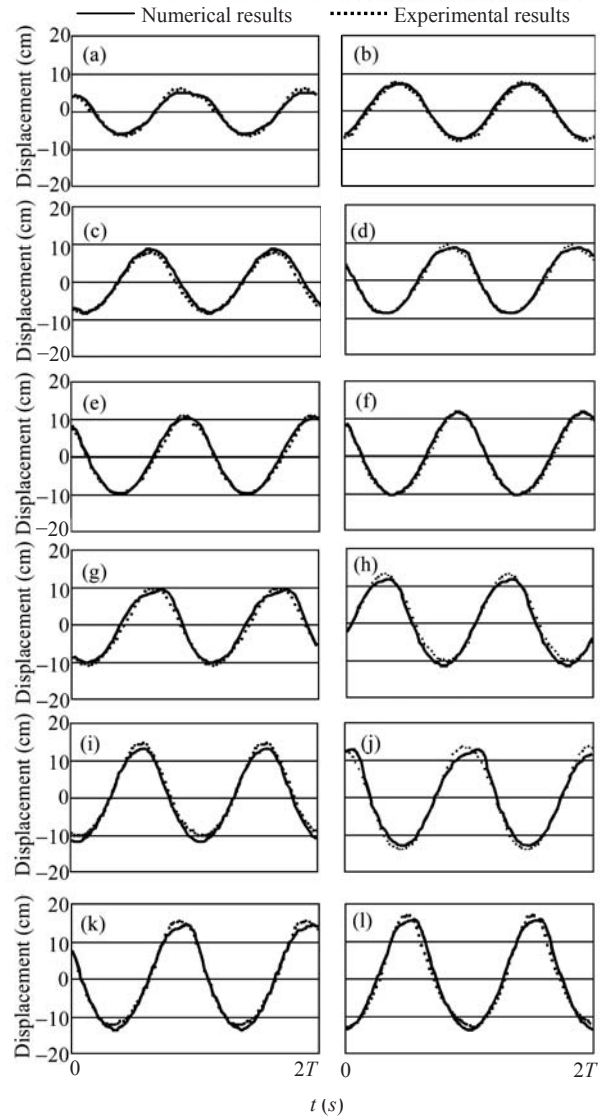 Numerical results Experimental results
Displacement (cm)
20
10
0
−10
−20
(a) (b)
Displacement (cm)
20
10
0
−10
−20
(c) (d)
Displacement (cm)
20
10
0
−10
−20
(e) (f)
Displacement (cm)
20
10
0
−10
−20
(g) (h)
Displacement (cm)
20
10
0
−10
−20
(i) (j)
Displacement (cm)
20
10
0
−10
−20
(k) (l)
0 2T 0 2T
t (s)